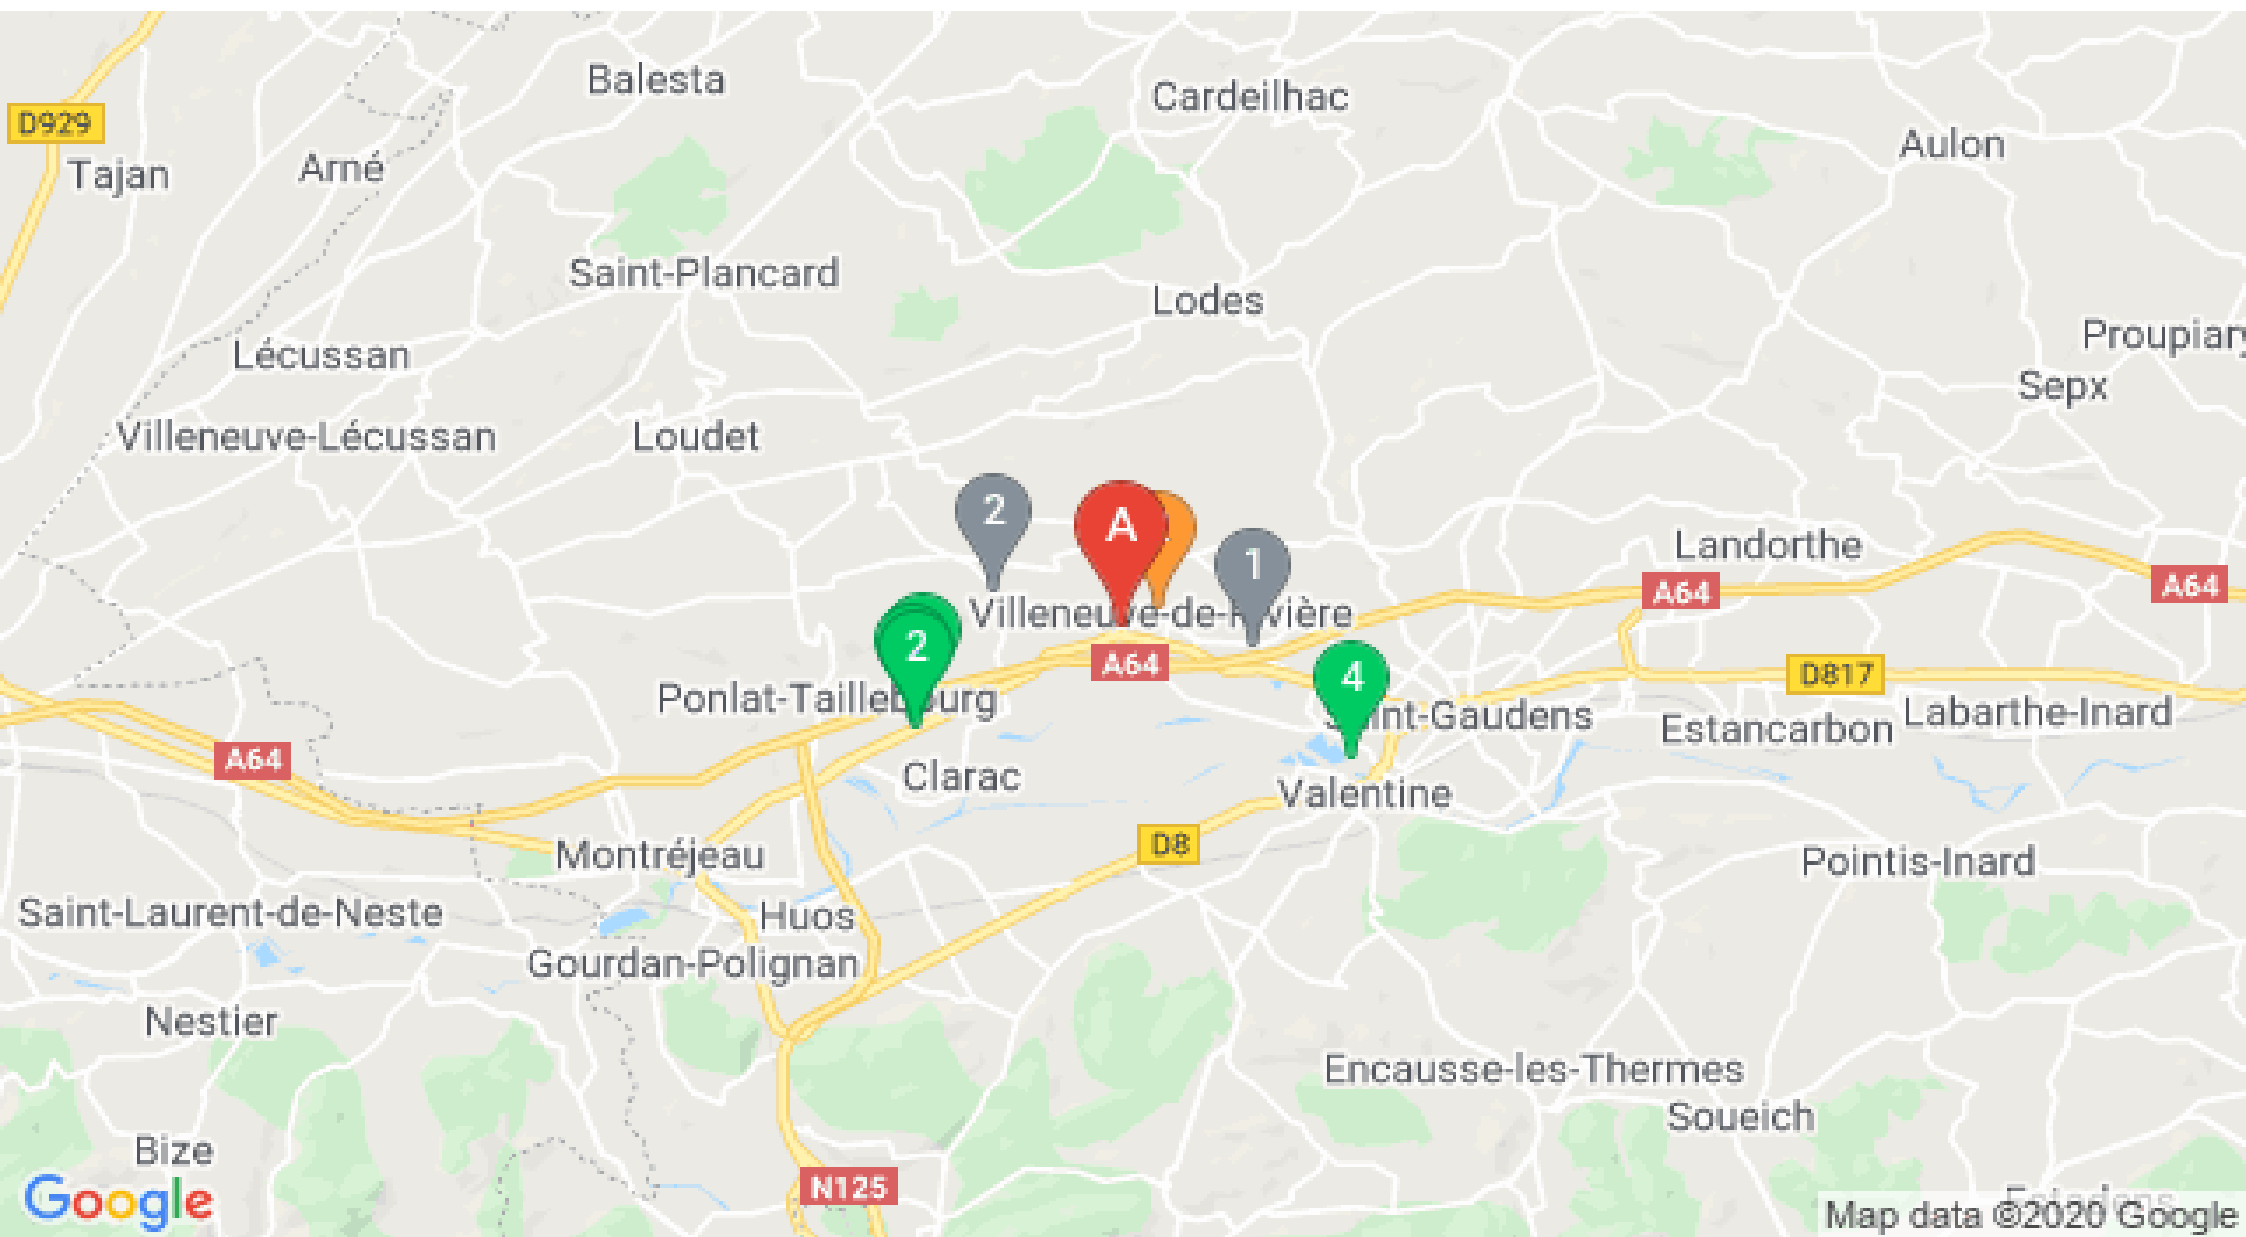 Balesta
Cardeilhac
D929
Aulon
Tajan
Arné
Saint-Plancard
Lodes
Proupiary
Lécussan
Sepx
Villeneuve-Lécussan
Loudet
2
A
1
Landorthe
A64
A64
Villeneuve-de-Rivière
2
A64
4
D817
Ponlat-Taillebourg
Saint-Gaudens
Estancarbon
Labarthe-Inard
A64
Clarac
Valentine
D8
Montréjeau
Pointis-Inard
Saint-Laurent-de-Neste
Huos
Gourdan-Polignan
Nestier
Encausse-les-Thermes
Soueich
Bize
N125
Google
Map data ©2020 Google